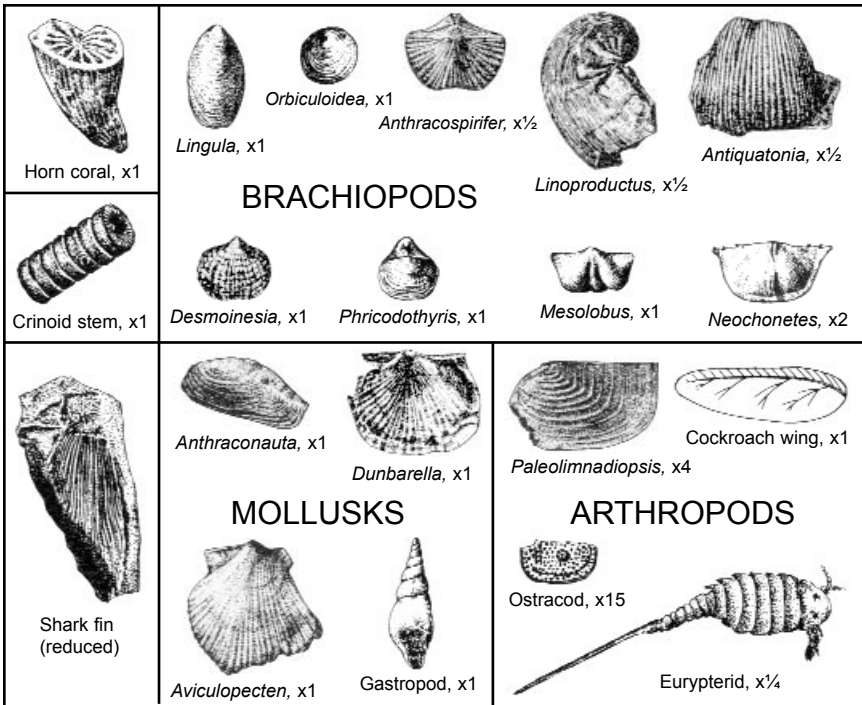 Horn coral, x1
Crinoid stem, x1
Lingula, x1
Orbiculoidea, x1
Anthracospirifer, x½
Linoproductus, x½
Antiquatonia, x½
BRACHIOPODS
Desmoinesia, x1
Phricodothyris, x1
Mesolobus, x1
Neochonetes, x2
Shark fin
(reduced)
Anthraconauta, x1
Dunbarella, x1
MOLLUSKS
Aviculopecten, x1
Gastropod, x1
Paleolimnadiopsis, x4
Cockroach wing, x1
ARTHROPODS
Ostracod, x15
Eurypterid, x¼